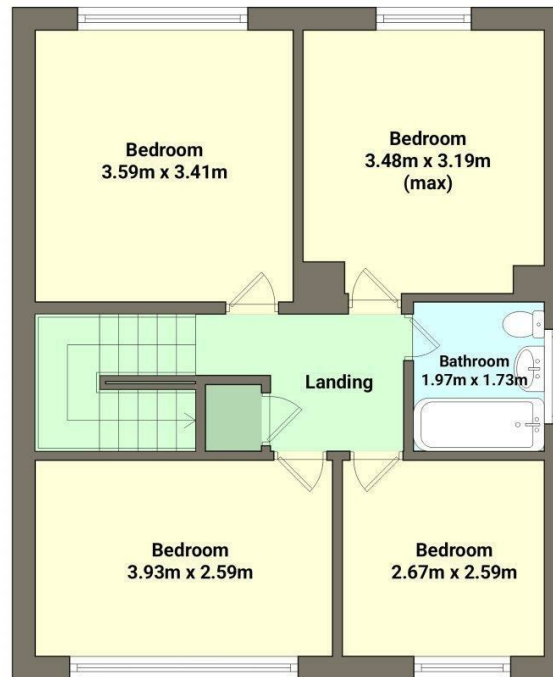 Bedroom
3.59m x 3.41m
Bedroom
3.48m x 3.19m
(max)
Landing
Bathroom
1.97m x 1.73m
Bedroom
3.93m x 2.59m
Bedroom
2.67m x 2.59m